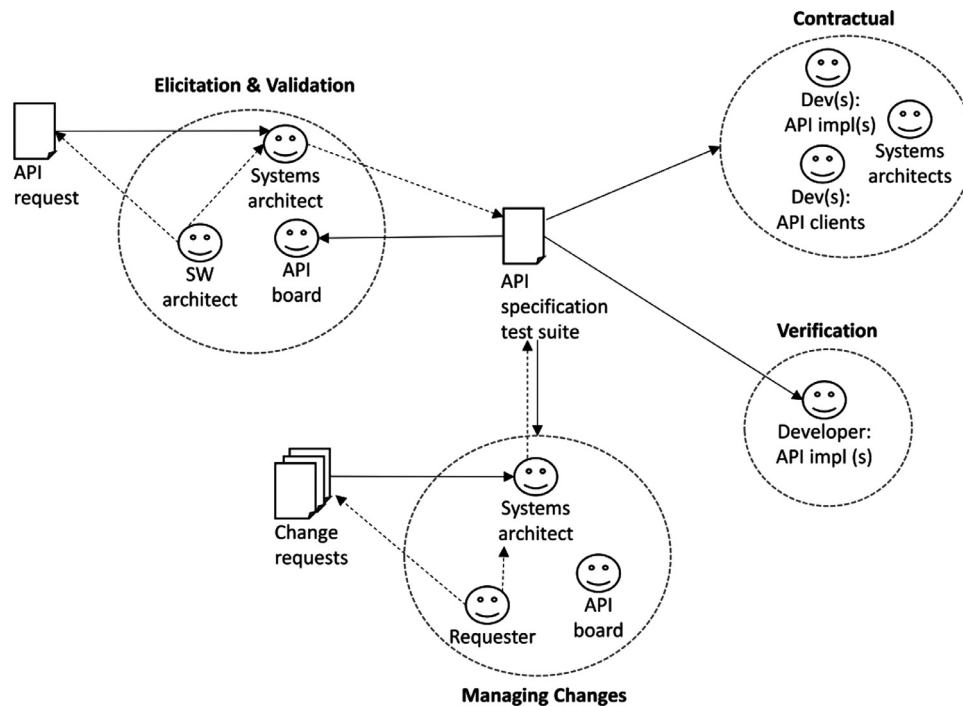 Contractual
Elicitation & Validation
Dev(s):
API impl(s)
Systems
architects
Dev(s):
API clients
API
request
Systems
architect
SW
architect
API
board
API
specification
test suite
Verification
Developer:
API impl (s)
Change
requests
Systems
architect
Requester
API
board
Managing Changes